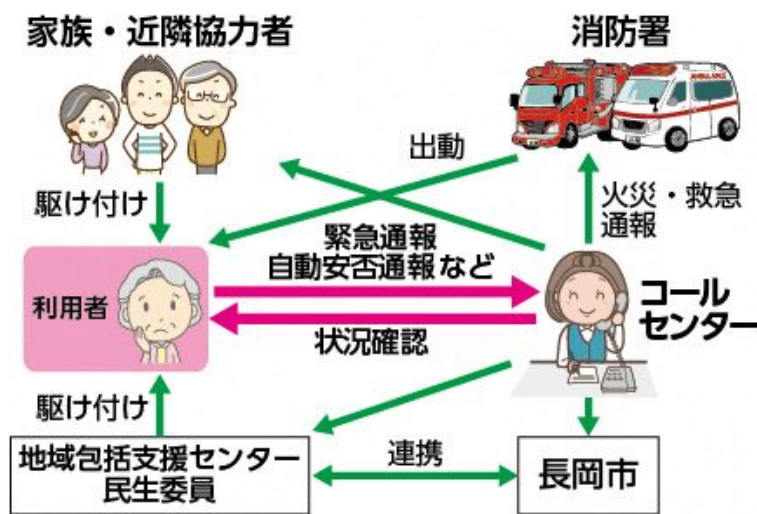 家族・近隣協力者
消防署
AMBULANCE
出動
駆け付け
火災・救急
通報
緊急通報
自動安否通報など
利用者
コール
センター
状況確認
駆け付け
地域包括支援センター
民生委員
連携
長岡市